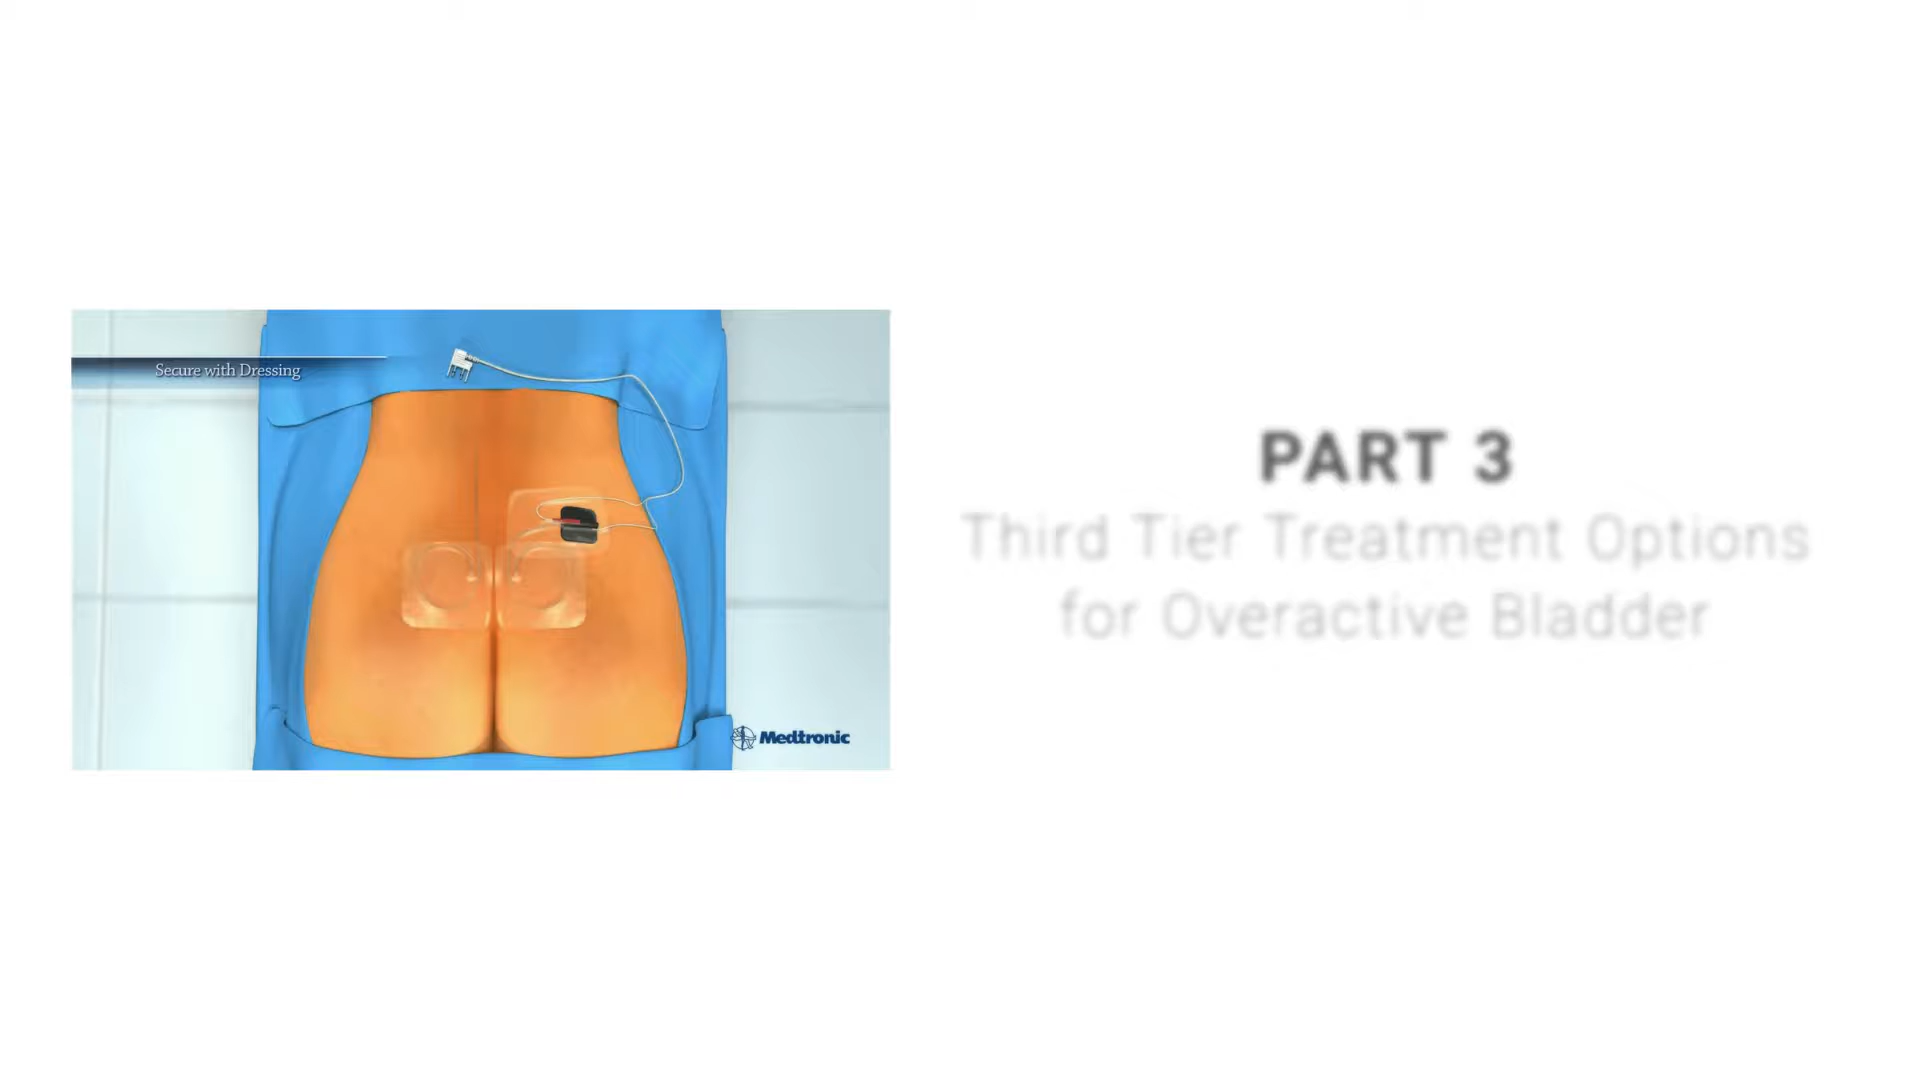 Secure with Dressing
Medtronic
PART 3
Third Tier Treatment Options
for Overactive Bladder